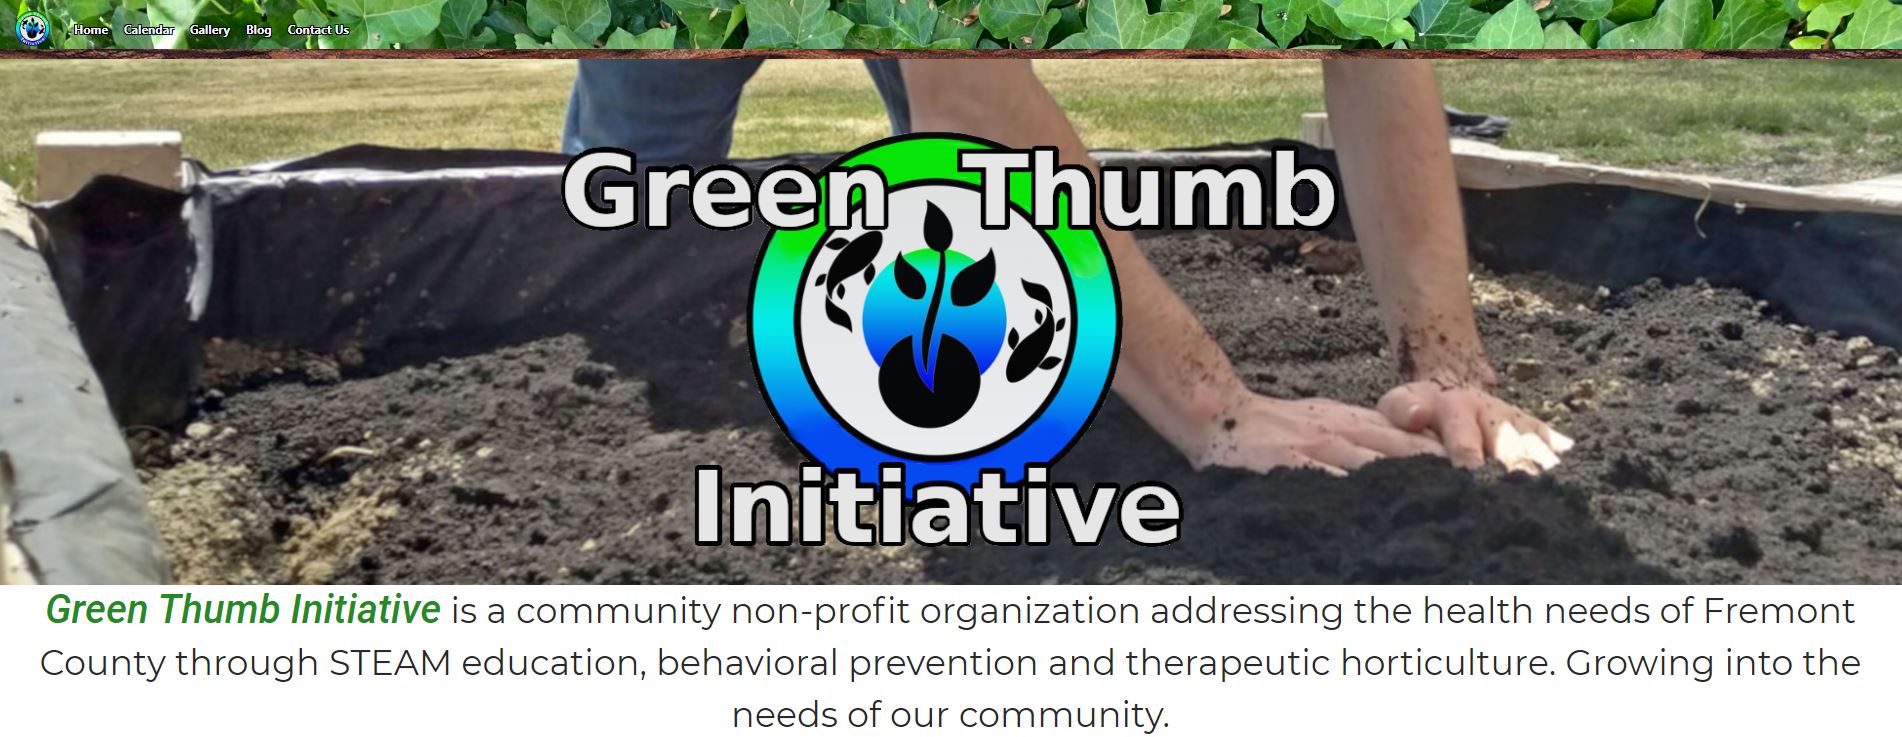 Home Calendar Gallery Blog Contact Us
Green Thumb
Initiative
Green Thumb Initiative is a community non-profit organization addressing the health needs of Fremont
County through STEAM education, behavioral prevention and therapeutic horticulture. Growing into the
needs of our community.